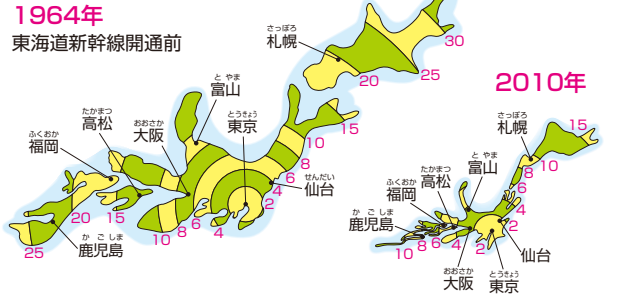 1964年
東海道新幹線開通前
さっぽろ
札幌
30
25
20
と やま
富山
とうきょう
東京
たかまつ
高松
おおさか
大阪
ふくおか
福岡
15
10
8
6
4
せんだい
仙台
2
4
6
8
10
15
20
か ご しま
鹿児島
25
2010年
さっぽろ
札幌
15
10
8
6
4
2
と やま
富山
たかまつ
高松
ふくおか
福岡
か ご しま
鹿児島
10
8
6
4
2
仙台
おおさか
大阪
とうきょう
東京